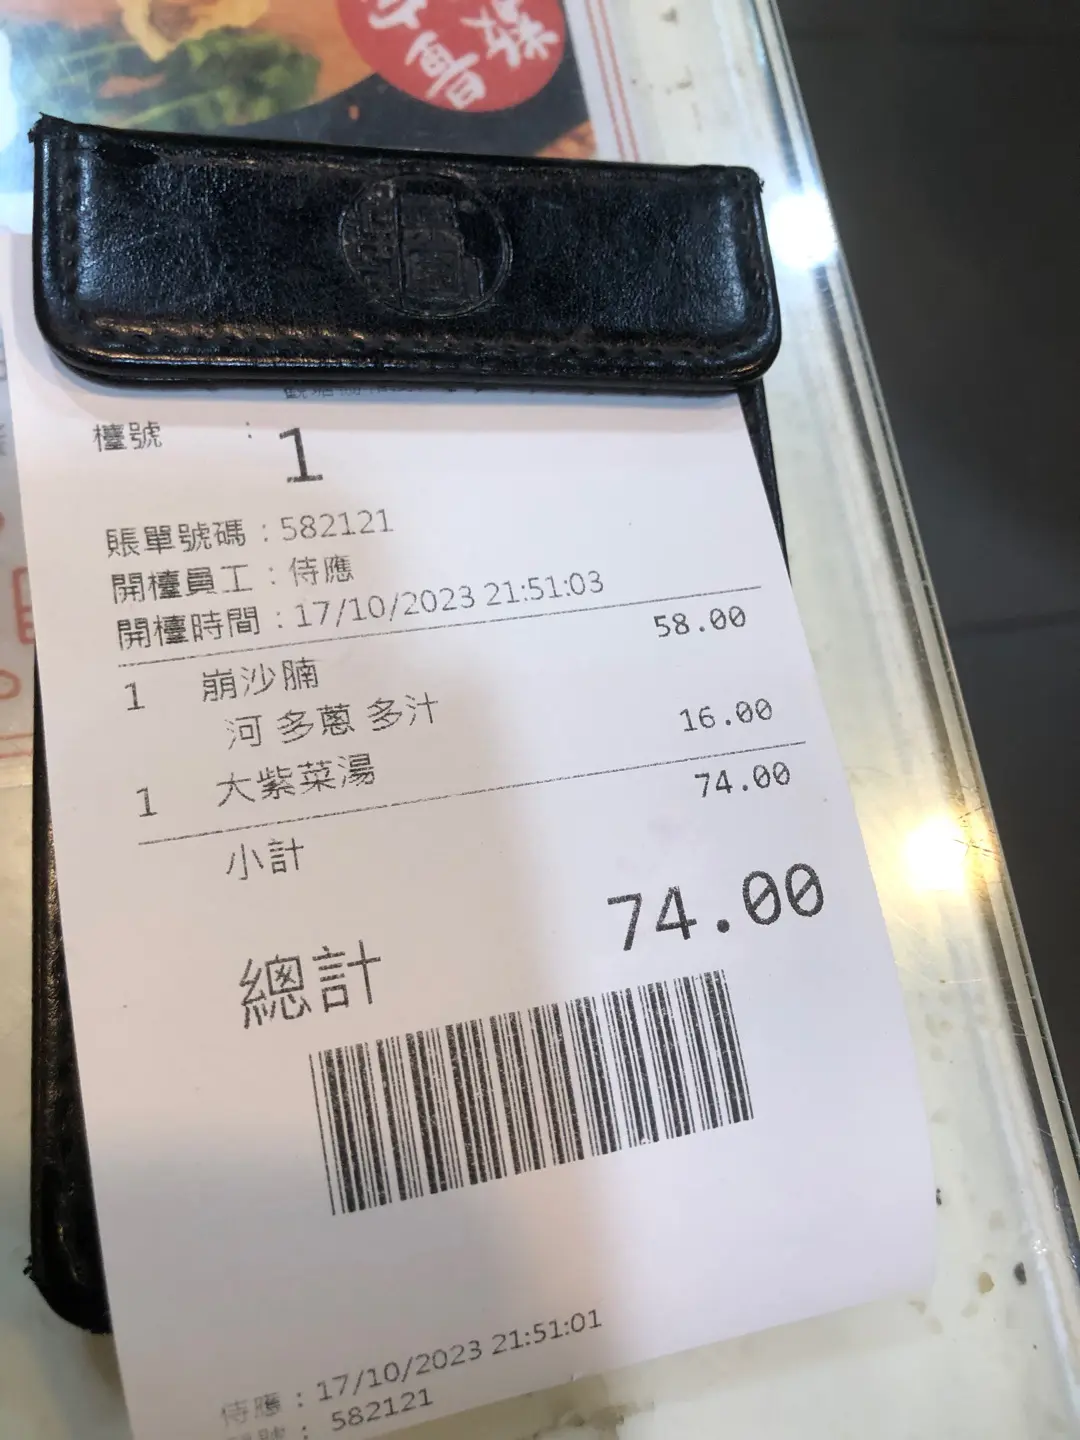 檯號 : 1
賬單號碼 : 582121
開檯員工 : 侍應
開檯時間 : 17/10/2023 21:51:03
1 崩沙腩 58.00
河 多蔥 多汁
1 大紫菜湯 16.00
小計 74.00
總計 74.00
侍應 : 17/10/2023 21:51:01
: 582121